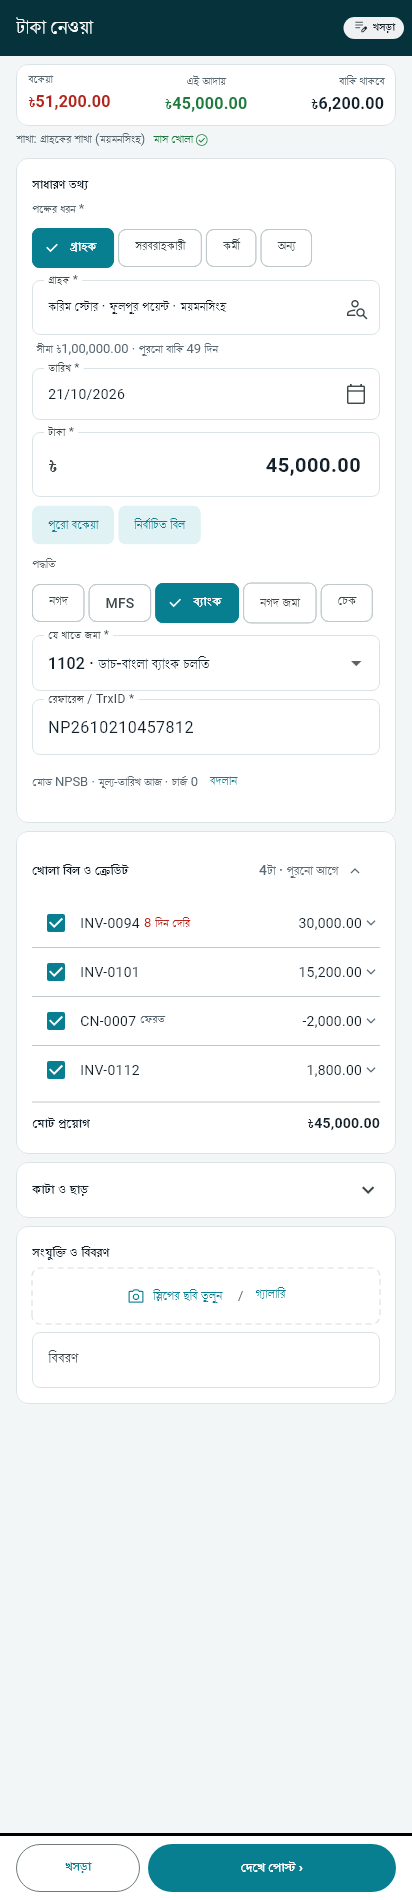 টাকা নেওয়া
খসড়া
বকেয়া এই আদায় বাকি থাকবে
৳51,200.00 ৳45,000.00 ৳6,200.00
শাখা: গ্রাহকের শাখা (ময়মনসিংহ) মাস খোলা
সাধারণ তথ্য
পক্ষের ধরন *
গ্রাহক সরবরাহকারী কর্মী অন্য
গ্রাহক *
করিম স্টোর · ফুলপুর পয়েন্ট · ময়মনসিংহ
সীমা ৳1,00,000.00 · পুরনো বাকি 49 দিন
তারিখ *
21/10/2026
টাকা *
৳ 45,000.00
পুরো বকেয়া নির্বাচিত বিল
পদ্ধতি
নগদ MFS ব্যাংক নগদ জমা চেক
যে খাতে জমা *
1102 · ডাচ-বাংলা ব্যাংক চলতি
রেফারেন্স / TrxID *
NP2610210457812
মোড NPSB · মূল্য-তারিখ আজ · চার্জ 0 বদলান
খোলা বিল ও ক্রেডিট 4টা · পুরনো আগে
INV-0094 8 দিন দেরি 30,000.00
INV-0101 15,200.00
CN-0007 ফেরত -2,000.00
INV-0112 1,800.00
মোট প্রয়োগ ৳45,000.00
কাটা ও ছাড়
সংযুক্তি ও বিবরণ
স্লিপের ছবি তুলুন / গ্যালারি
বিবরণ
খসড়া দেখে পোস্ট ›